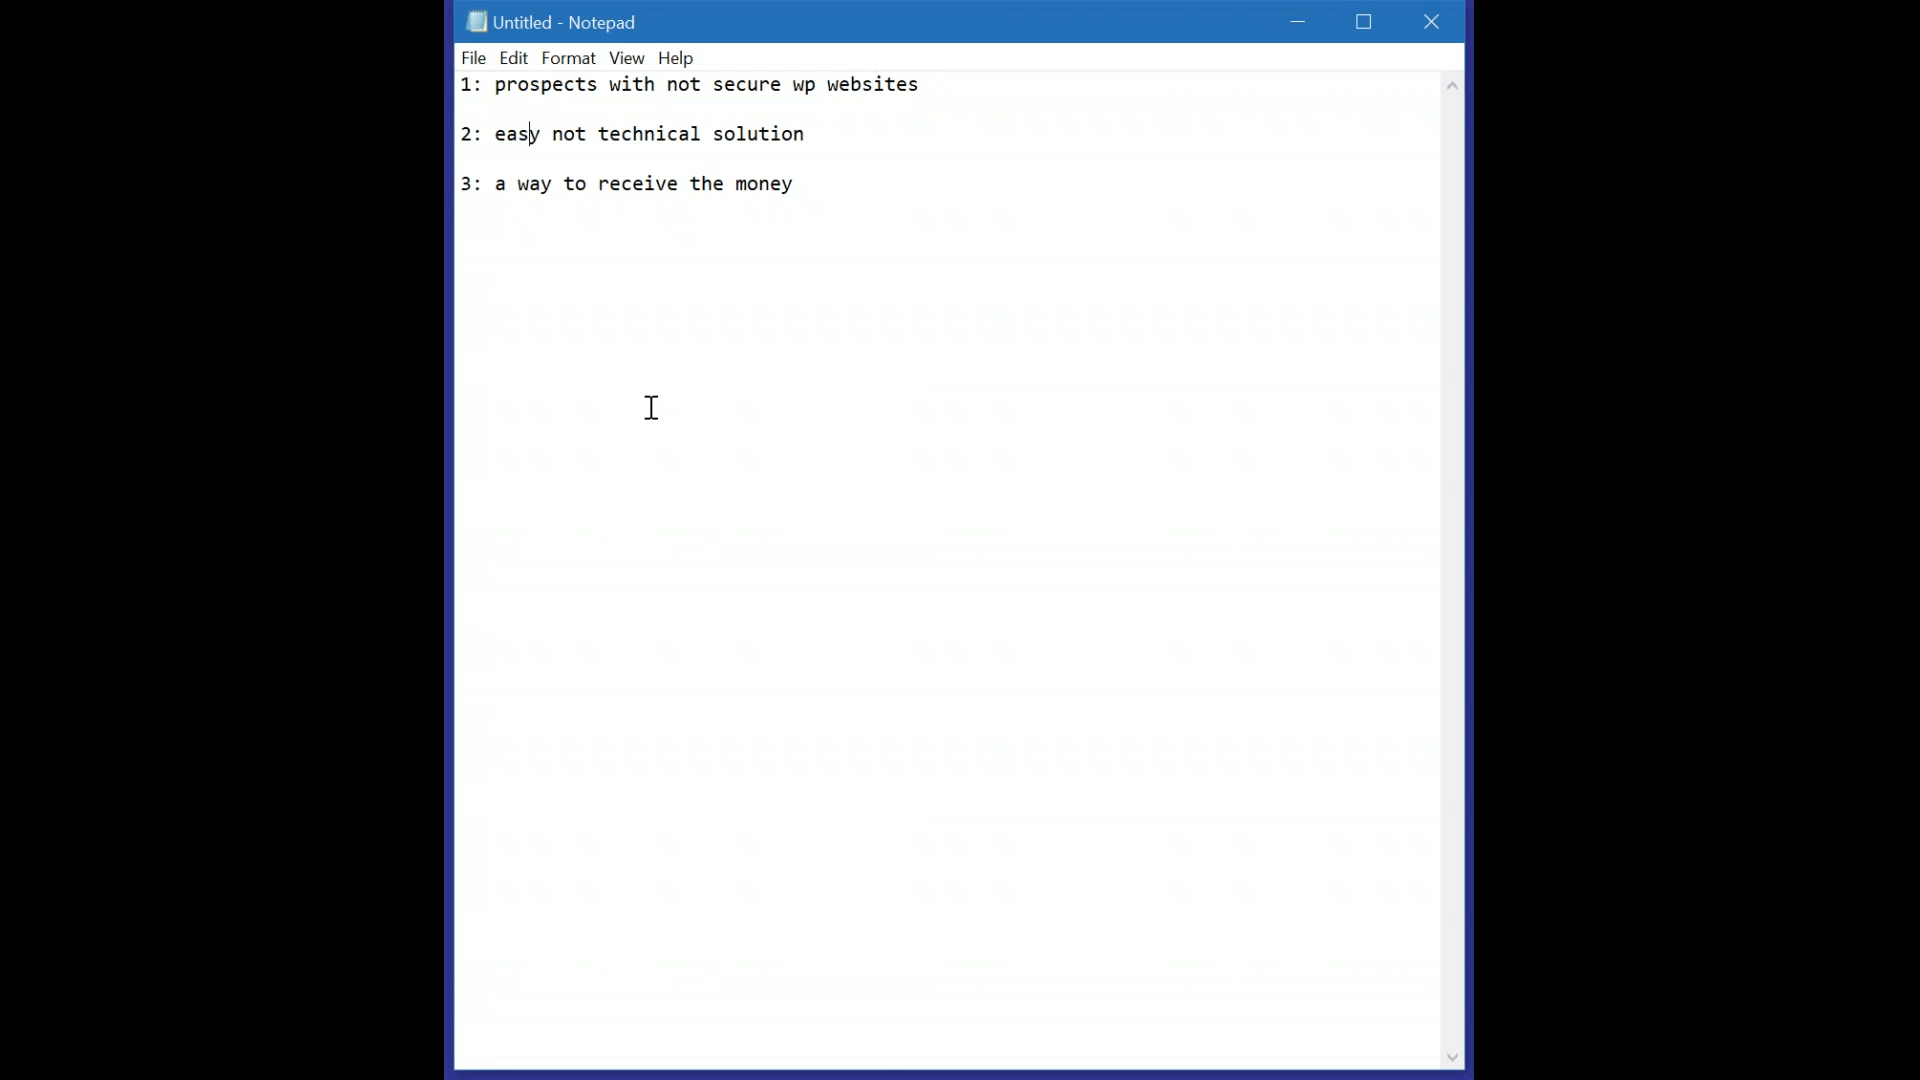 Untitled - Notepad
File Edit Format View Help
1: prospects with not secure wp websites
2: easy not technical solution
3: a way to receive the money